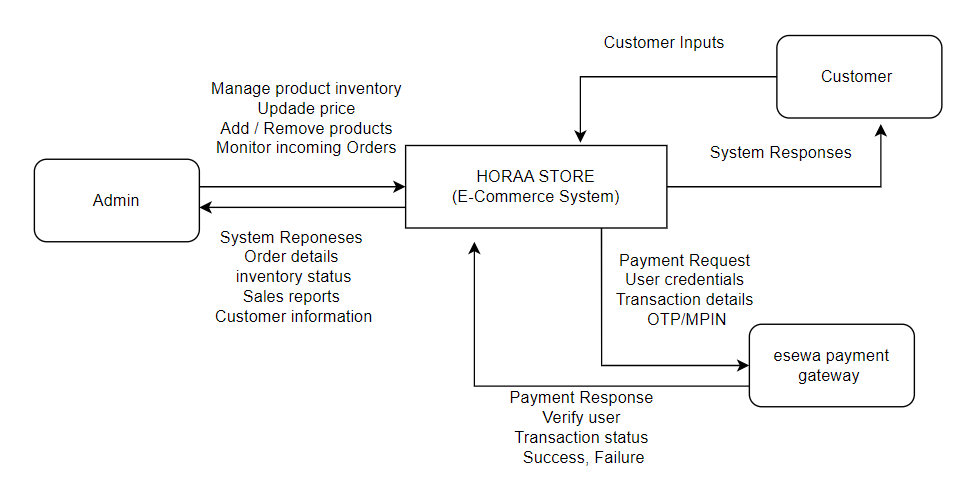 Customer Inputs
Customer
Manage product inventory
Updade price
Add / Remove products
Monitor incoming Orders
System Responses
HORAA STORE
(E-Commerce System)
Admin
System Reponeses
Order details
inventory status
Sales reports
Customer information
Payment Request
User credentials
Transaction details
OTP/MPIN
esewa payment
gateway
Payment Response
Verify user
Transaction status
Success, Failure